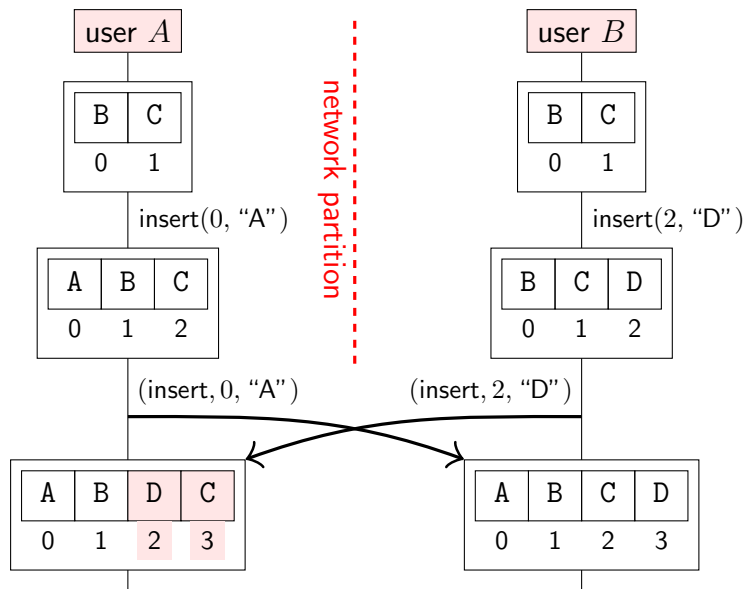 user A
user B
network partition
B C
0 1
B C
0 1
insert(0, “A”)
insert(2, “D”)
A B C
0 1 2
B C D
0 1 2
(insert, 0, “A”)
(insert, 2, “D”)
A B D C
0 1 2 3
A B C D
0 1 2 3